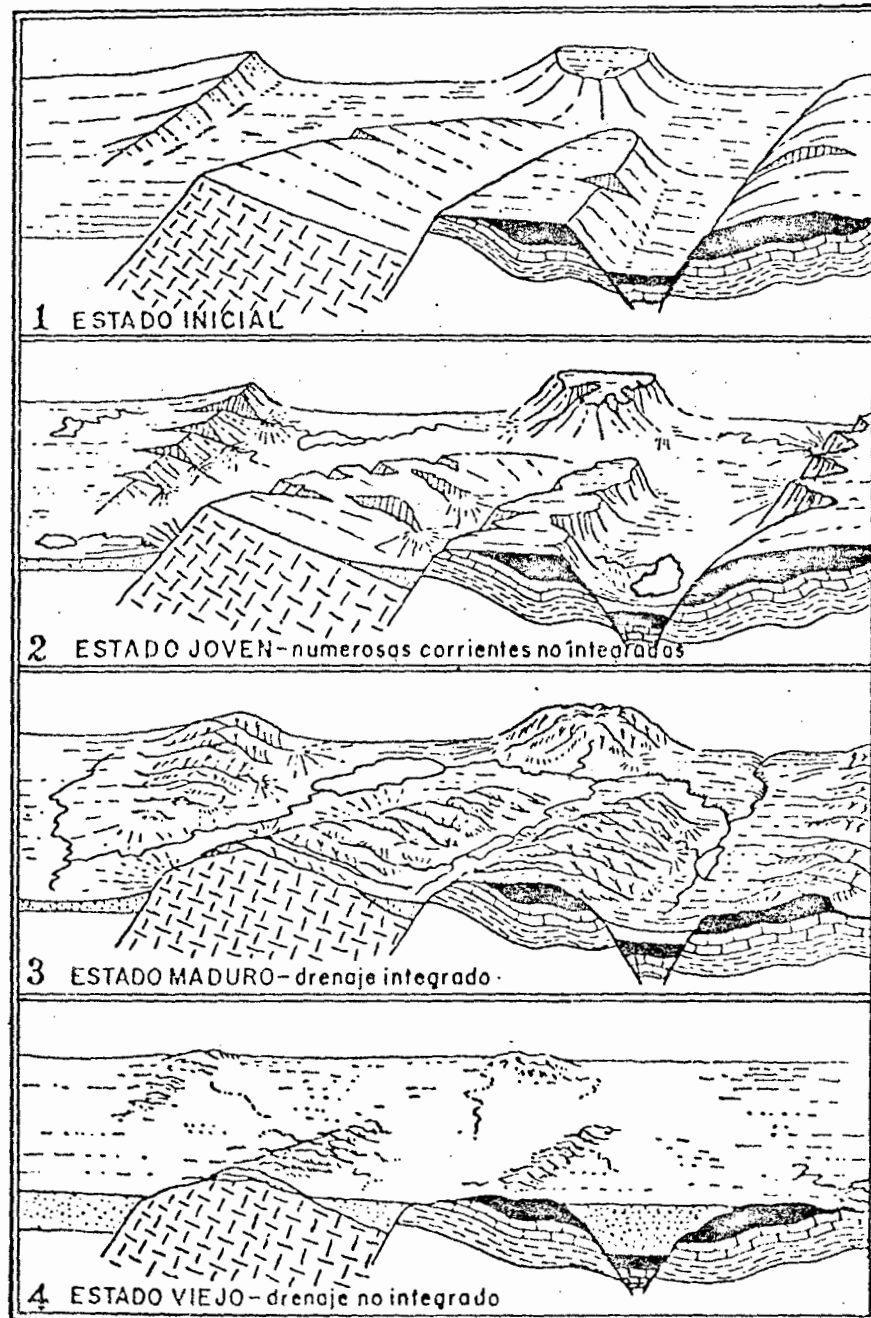 1 ESTADO INICIAL
2 ESTADO JOVEN-numerosas corrientes no integradas
3 ESTADO MADURO-drenaje integrado.
4 ESTADO VIEJO-drenaje no integrado